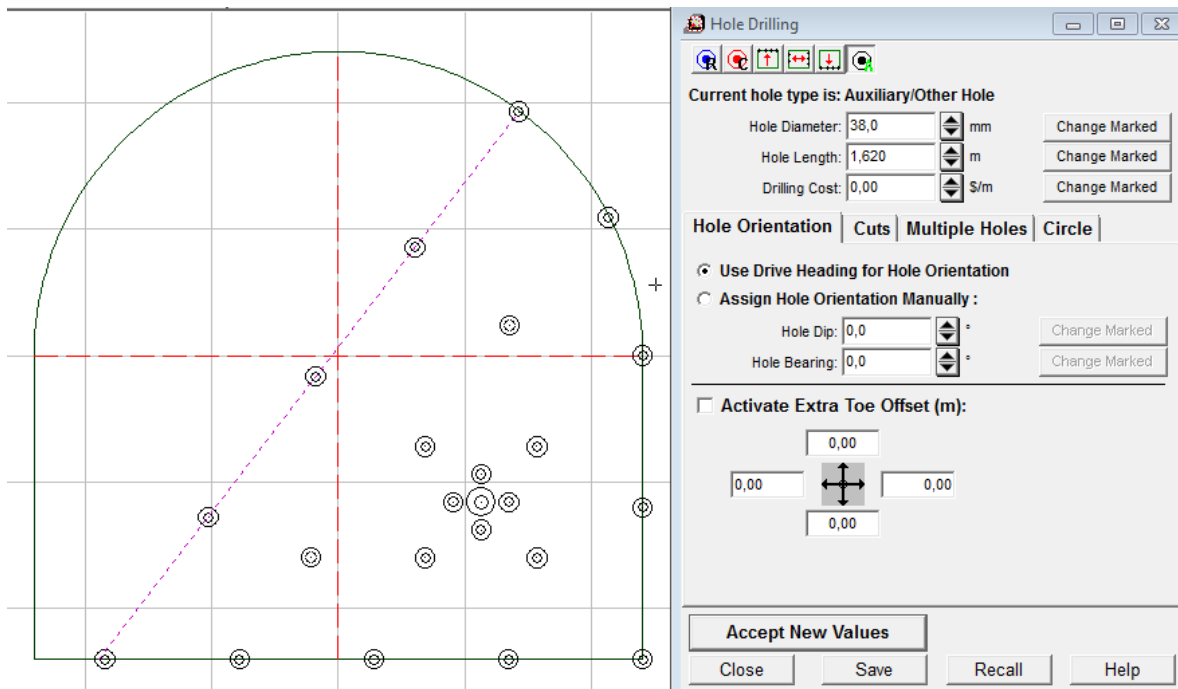 Hole Drilling
R C A
Current hole type is: Auxiliary/Other Hole
Hole Diameter: 38,0 mm Change Marked
Hole Length: 1,620 m Change Marked
Drilling Cost: 0,00 $/m Change Marked
Hole Orientation Cuts Multiple Holes Circle
Use Drive Heading for Hole Orientation
Assign Hole Orientation Manually :
Hole Dip: 0,0 ° Change Marked
Hole Bearing: 0,0 ° Change Marked
Activate Extra Toe Offset (m):
0,00
0,00 0,00
0,00
Accept New Values
Close Save Recall Help